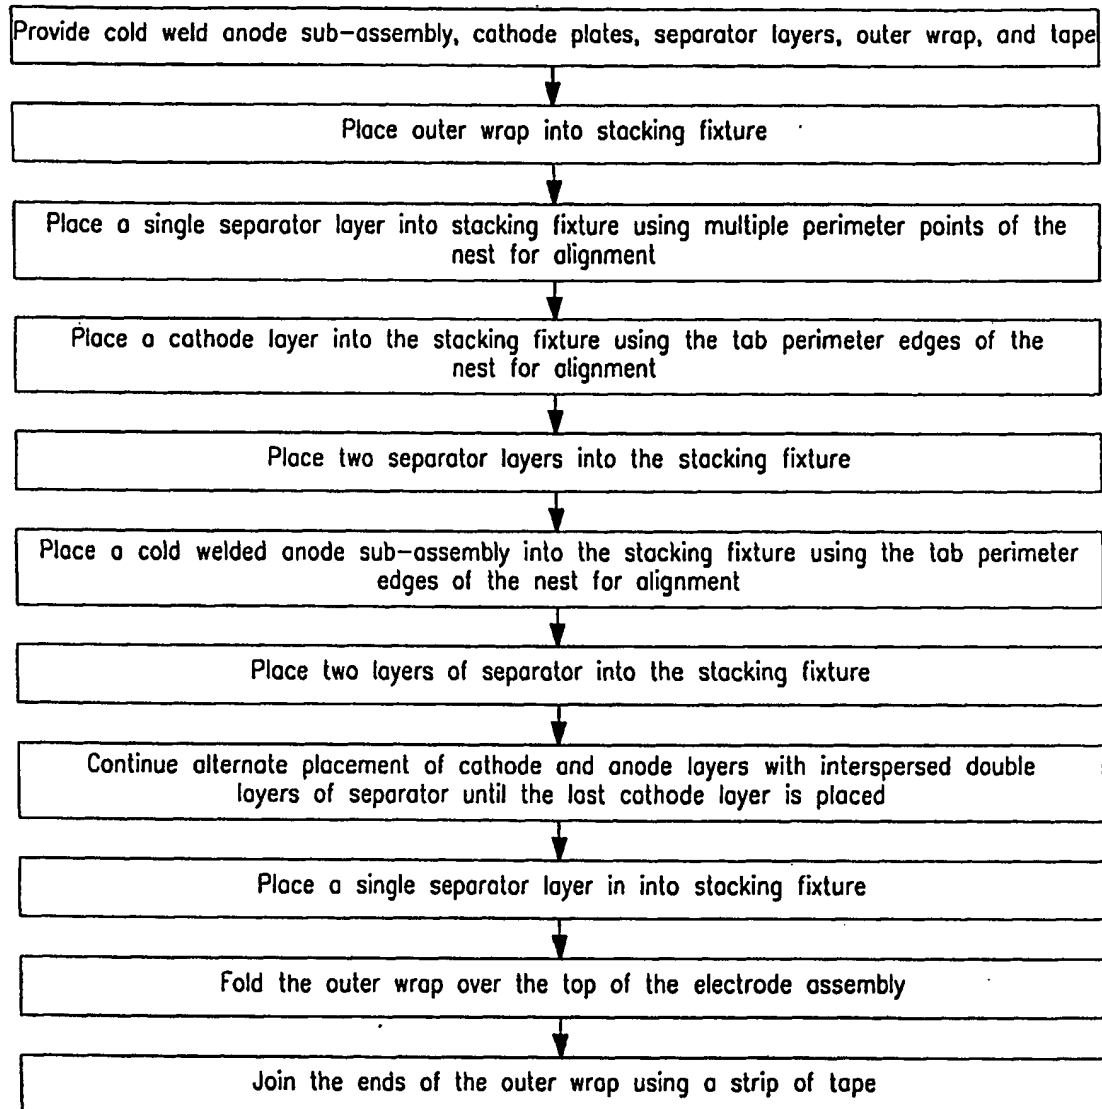 Provide cold weld anode sub-assembly, cathode plates, separator layers, outer wrap, and tape
Place outer wrap into stacking fixture
Place a single separator layer into stacking fixture using multiple perimeter points of the
nest for alignment
Place a cathode layer into the stacking fixture using the tab perimeter edges of the
nest for alignment
Place two separator layers into the stacking fixture
Place a cold welded anode sub-assembly into the stacking fixture using the tab perimeter
edges of the nest for alignment
Place two layers of separator into the stacking fixture
Continue alternate placement of cathode and anode layers with interspersed double
layers of separator until the last cathode layer is placed
Place a single separator layer in into stacking fixture
Fold the outer wrap over the top of the electrode assembly
Join the ends of the outer wrap using a strip of tape